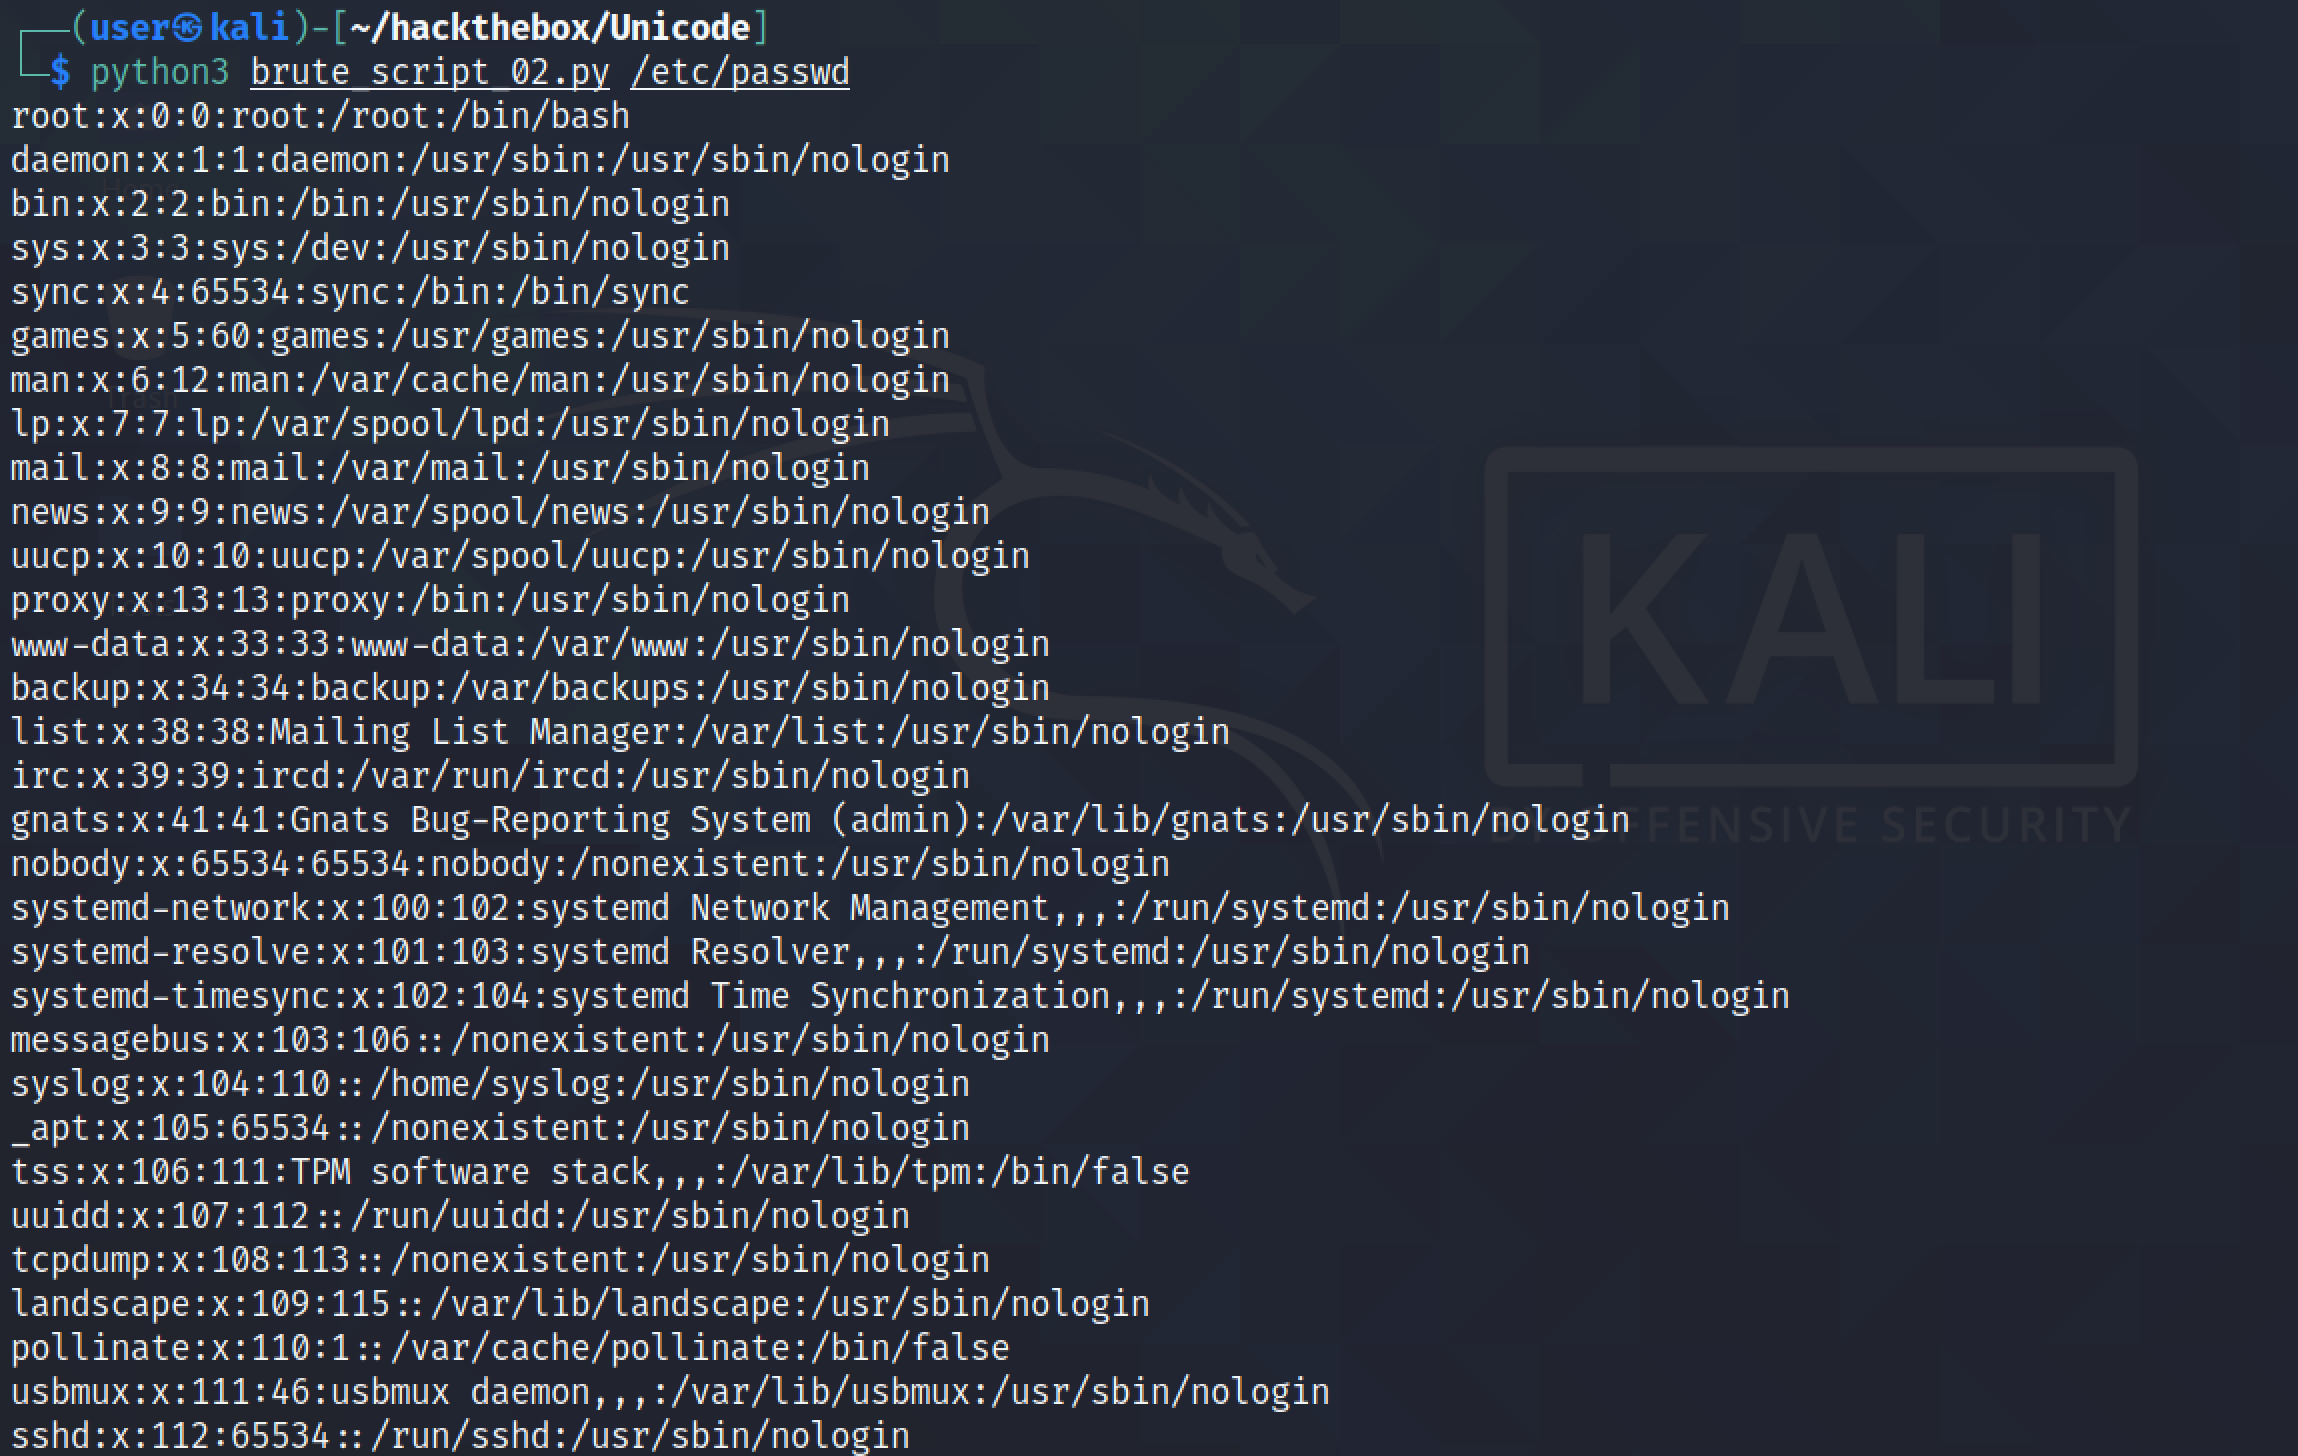 (user㉿kali)-[~/hackthebox/Unicode]
$ python3 brute_script_02.py /etc/passwd
root:x:0:0:root:/root:/bin/bash
daemon:x:1:1:daemon:/usr/sbin:/usr/sbin/nologin
bin:x:2:2:bin:/bin:/usr/sbin/nologin
sys:x:3:3:sys:/dev:/usr/sbin/nologin
sync:x:4:65534:sync:/bin:/bin/sync
games:x:5:60:games:/usr/games:/usr/sbin/nologin
man:x:6:12:man:/var/cache/man:/usr/sbin/nologin
Trash
lp:x:7:7:lp:/var/spool/lpd:/usr/sbin/nologin
mail:x:8:8:mail:/var/mail:/usr/sbin/nologin
news:x:9:9:news:/var/spool/news:/usr/sbin/nologin
uucp:x:10:10:uucp:/var/spool/uucp:/usr/sbin/nologin
proxy:x:13:13:proxy:/bin:/usr/sbin/nologin
www-data:x:33:33:www-data:/var/www:/usr/sbin/nologin
backup:x:34:34:backup:/var/backups:/usr/sbin/nologin
list:x:38:38:Mailing List Manager:/var/list:/usr/sbin/nologin
irc:x:39:39:ircd:/var/run/ircd:/usr/sbin/nologin
gnats:x:41:41:Gnats Bug-Reporting System (admin):/var/lib/gnats:/usr/sbin/nologin
nobody:x:65534:65534:nobody:/nonexistent:/usr/sbin/nologin
systemd-network:x:100:102:systemd Network Management,,,:/run/systemd:/usr/sbin/nologin
systemd-resolve:x:101:103:systemd Resolver,,,:/run/systemd:/usr/sbin/nologin
systemd-timesync:x:102:104:systemd Time Synchronization,,,:/run/systemd:/usr/sbin/nologin
messagebus:x:103:106::/nonexistent:/usr/sbin/nologin
syslog:x:104:110::/home/syslog:/usr/sbin/nologin
_apt:x:105:65534::/nonexistent:/usr/sbin/nologin
tss:x:106:111:TPM software stack,,,:/var/lib/tpm:/bin/false
uuidd:x:107:112::/run/uuidd:/usr/sbin/nologin
tcpdump:x:108:113::/nonexistent:/usr/sbin/nologin
landscape:x:109:115::/var/lib/landscape:/usr/sbin/nologin
pollinate:x:110:1::/var/cache/pollinate:/bin/false
usbmux:x:111:46:usbmux daemon,,,:/var/lib/usbmux:/usr/sbin/nologin
sshd:x:112:65534::/run/sshd:/usr/sbin/nologin
KALI
BY OFFENSIVE SECURITY